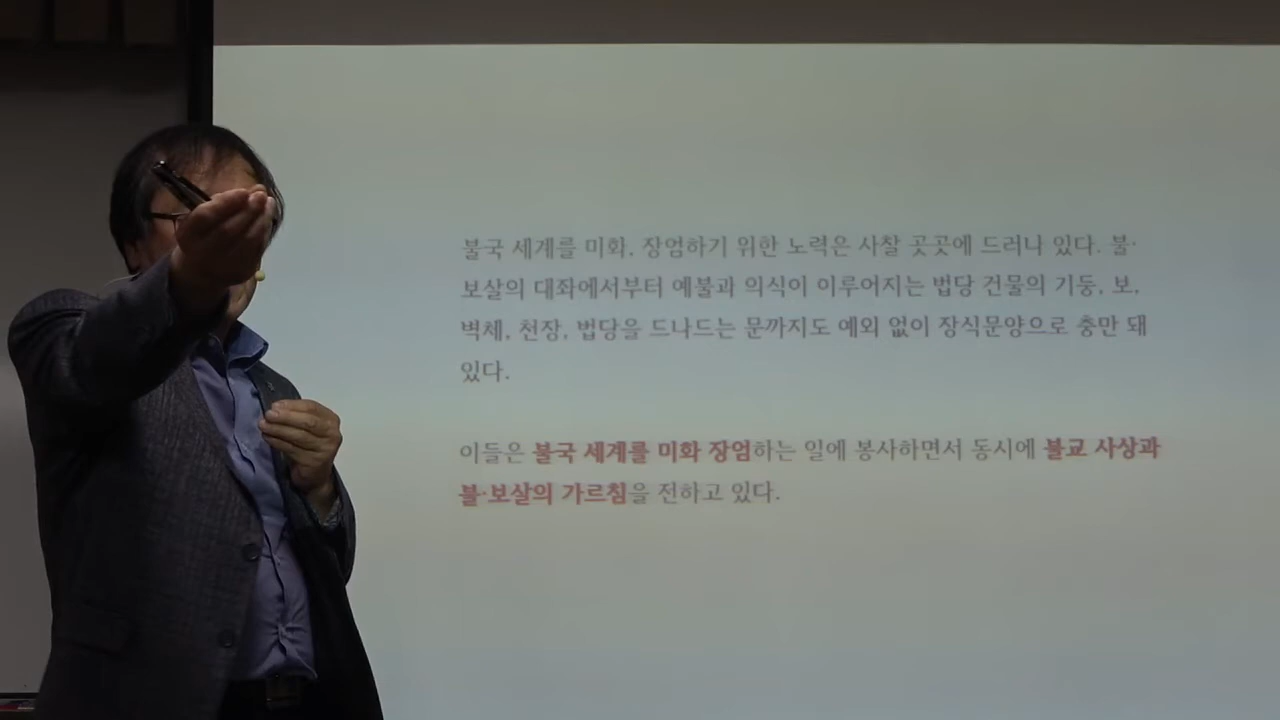 불국 세계를 미화, 장엄하기 위한 노력은 사찰 곳곳에 드러나 있다. 불·
보살의 대좌에서부터 예불과 의식이 이루어지는 법당 건물의 기둥, 보,
벽체, 천장, 법당을 드나드는 문까지도 예외 없이 장식문양으로 충만 돼
있다.
이들은 불국 세계를 미화 장엄하는 일에 봉사하면서 동시에 불교 사상과
불·보살의 가르침을 전하고 있다.